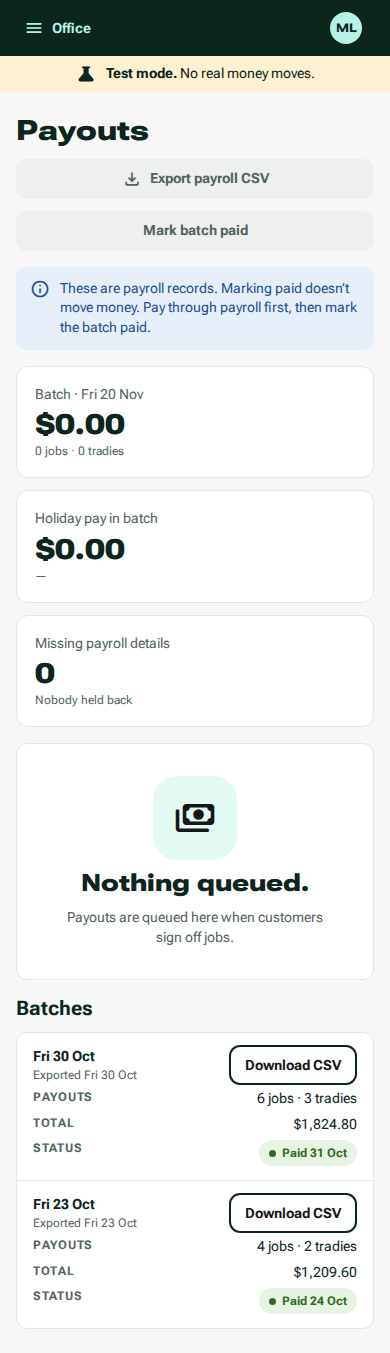 Office
ML
Test mode. No real money moves.
Payouts
Export payroll CSV
Mark batch paid
These are payroll records. Marking paid doesn’t
move money. Pay through payroll first, then mark
the batch paid.
Batch · Fri 20 Nov
$0.00
0 jobs · 0 tradies
Holiday pay in batch
$0.00
—
Missing payroll details
0
Nobody held back
Nothing queued.
Payouts are queued here when customers
sign off jobs.
Batches
Fri 30 Oct
Exported Fri 30 Oct
Download CSV
PAYOUTS 6 jobs · 3 tradies
TOTAL $1,824.80
STATUS Paid 31 Oct
Fri 23 Oct
Exported Fri 23 Oct
Download CSV
PAYOUTS 4 jobs · 2 tradies
TOTAL $1,209.60
STATUS Paid 24 Oct